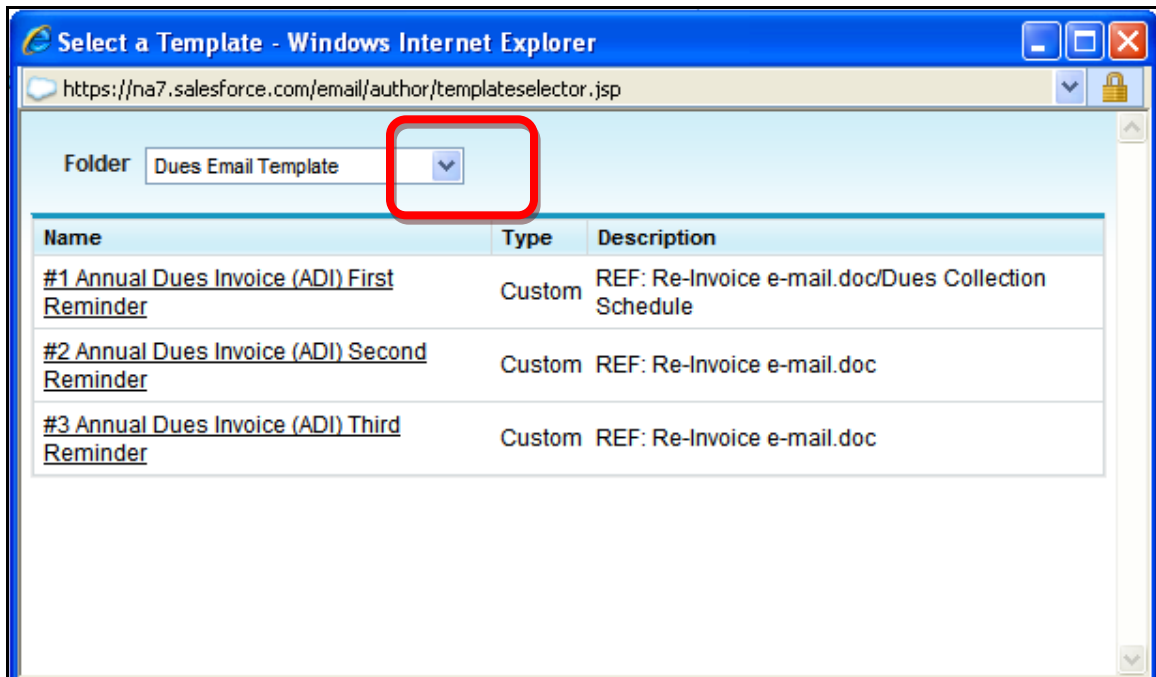 Select a Template - Windows Internet Explorer
https://na7.salesforce.com/email/author/templateselector.jsp
Folder Dues Email Template
Name Type Description
#1 Annual Dues Invoice (ADI) First
Reminder
Custom
REF: Re-Invoice e-mail.doc/Dues Collection
Schedule
#2 Annual Dues Invoice (ADI) Second
Reminder
Custom REF: Re-Invoice e-mail.doc
#3 Annual Dues Invoice (ADI) Third
Reminder
Custom REF: Re-Invoice e-mail.doc